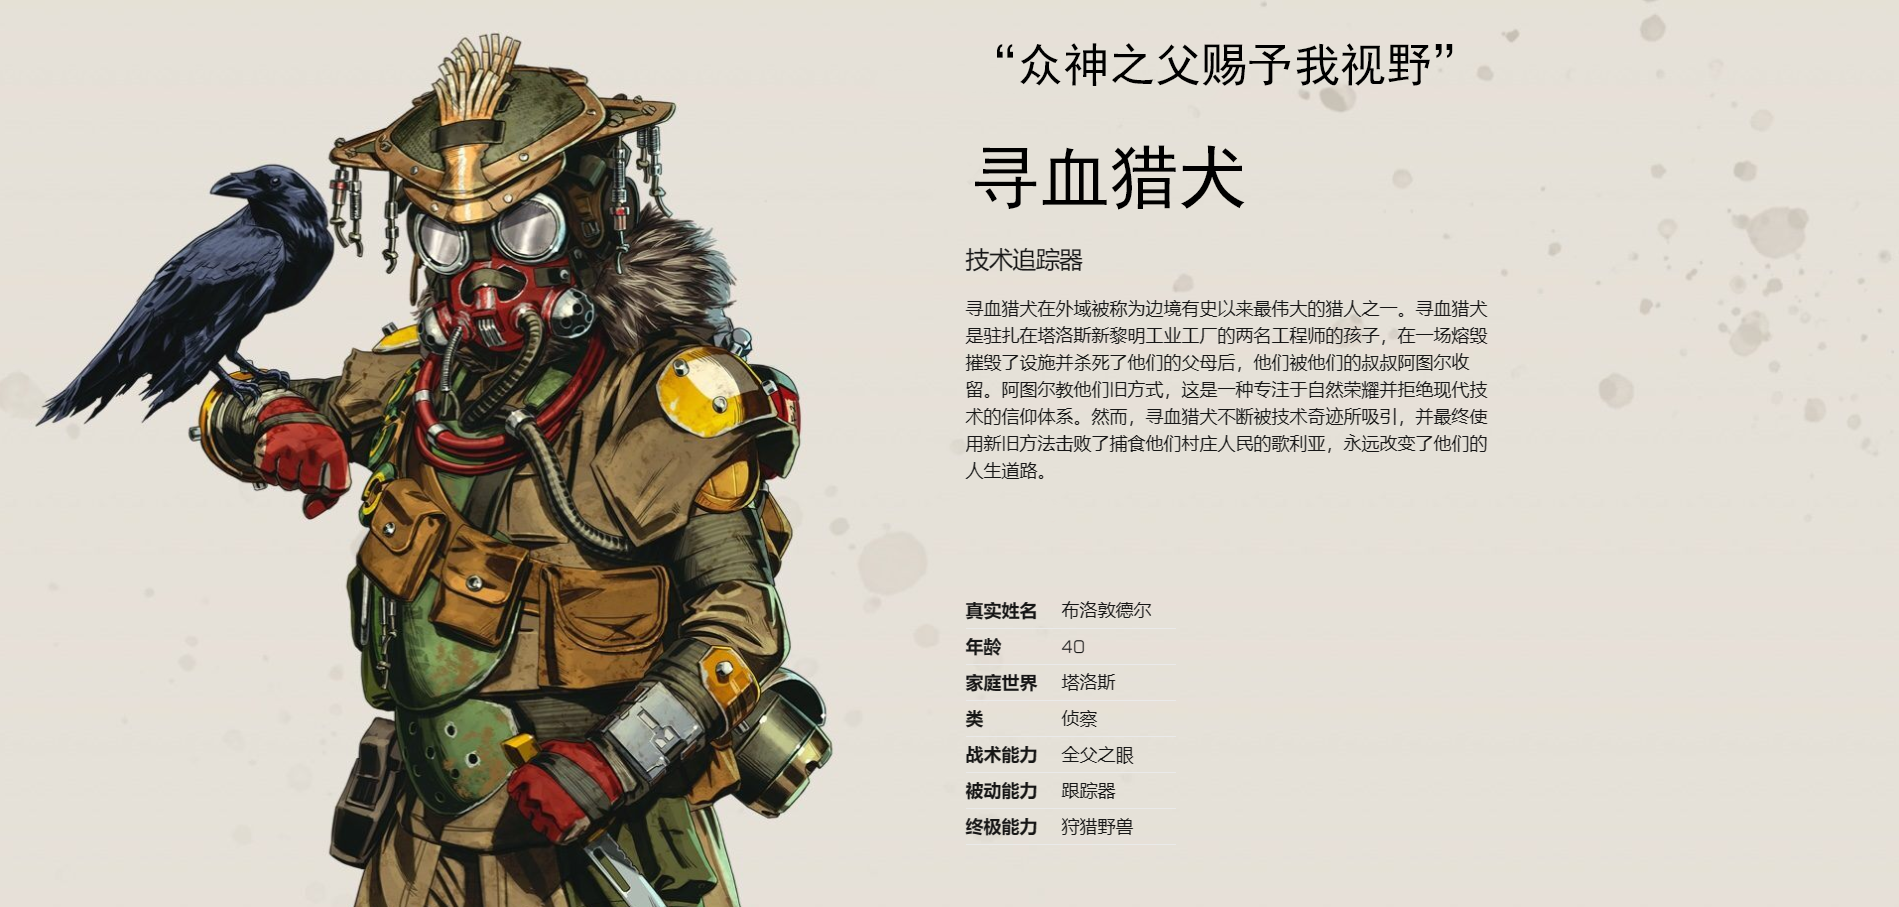 “众神之父赐予我视野”
寻血猎犬
技术追踪器
寻血猎犬在外域被称为边境有史以来最伟大的猎人之一。寻血猎犬
是驻扎在塔洛斯新黎明工业工厂的两名工程师的孩子，在一场熔毁
摧毁了设施并杀死了他们的父母后，他们被他们的叔叔阿图尔收
留。阿图尔教他们旧方式，这是一种专注于自然荣耀并拒绝现代技
术的信仰体系。然而，寻血猎犬不断被技术奇迹所吸引，并最终使
用新旧方法击败了捕食他们村庄人民的歌利亚，永远改变了他们的
人生道路。
真实姓名 布洛敦德尔
年龄 40
家庭世界 塔洛斯
类 侦察
战术能力 全父之眼
被动能力 跟踪器
终极能力 狩猎野兽